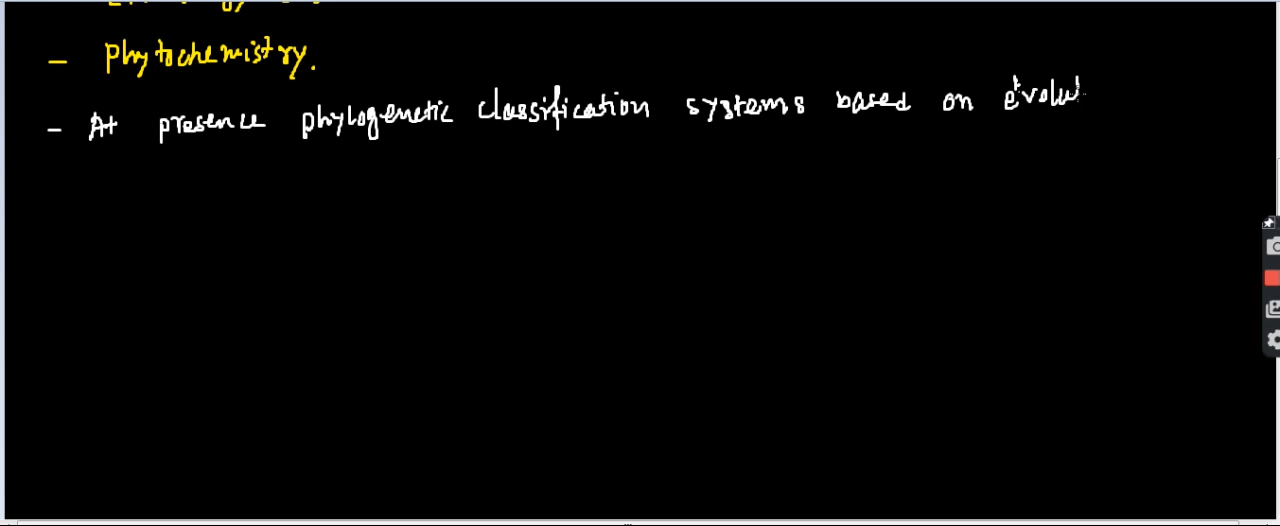 - Phytochemistry.
- At presence phylogenetic classification systems based on evolut